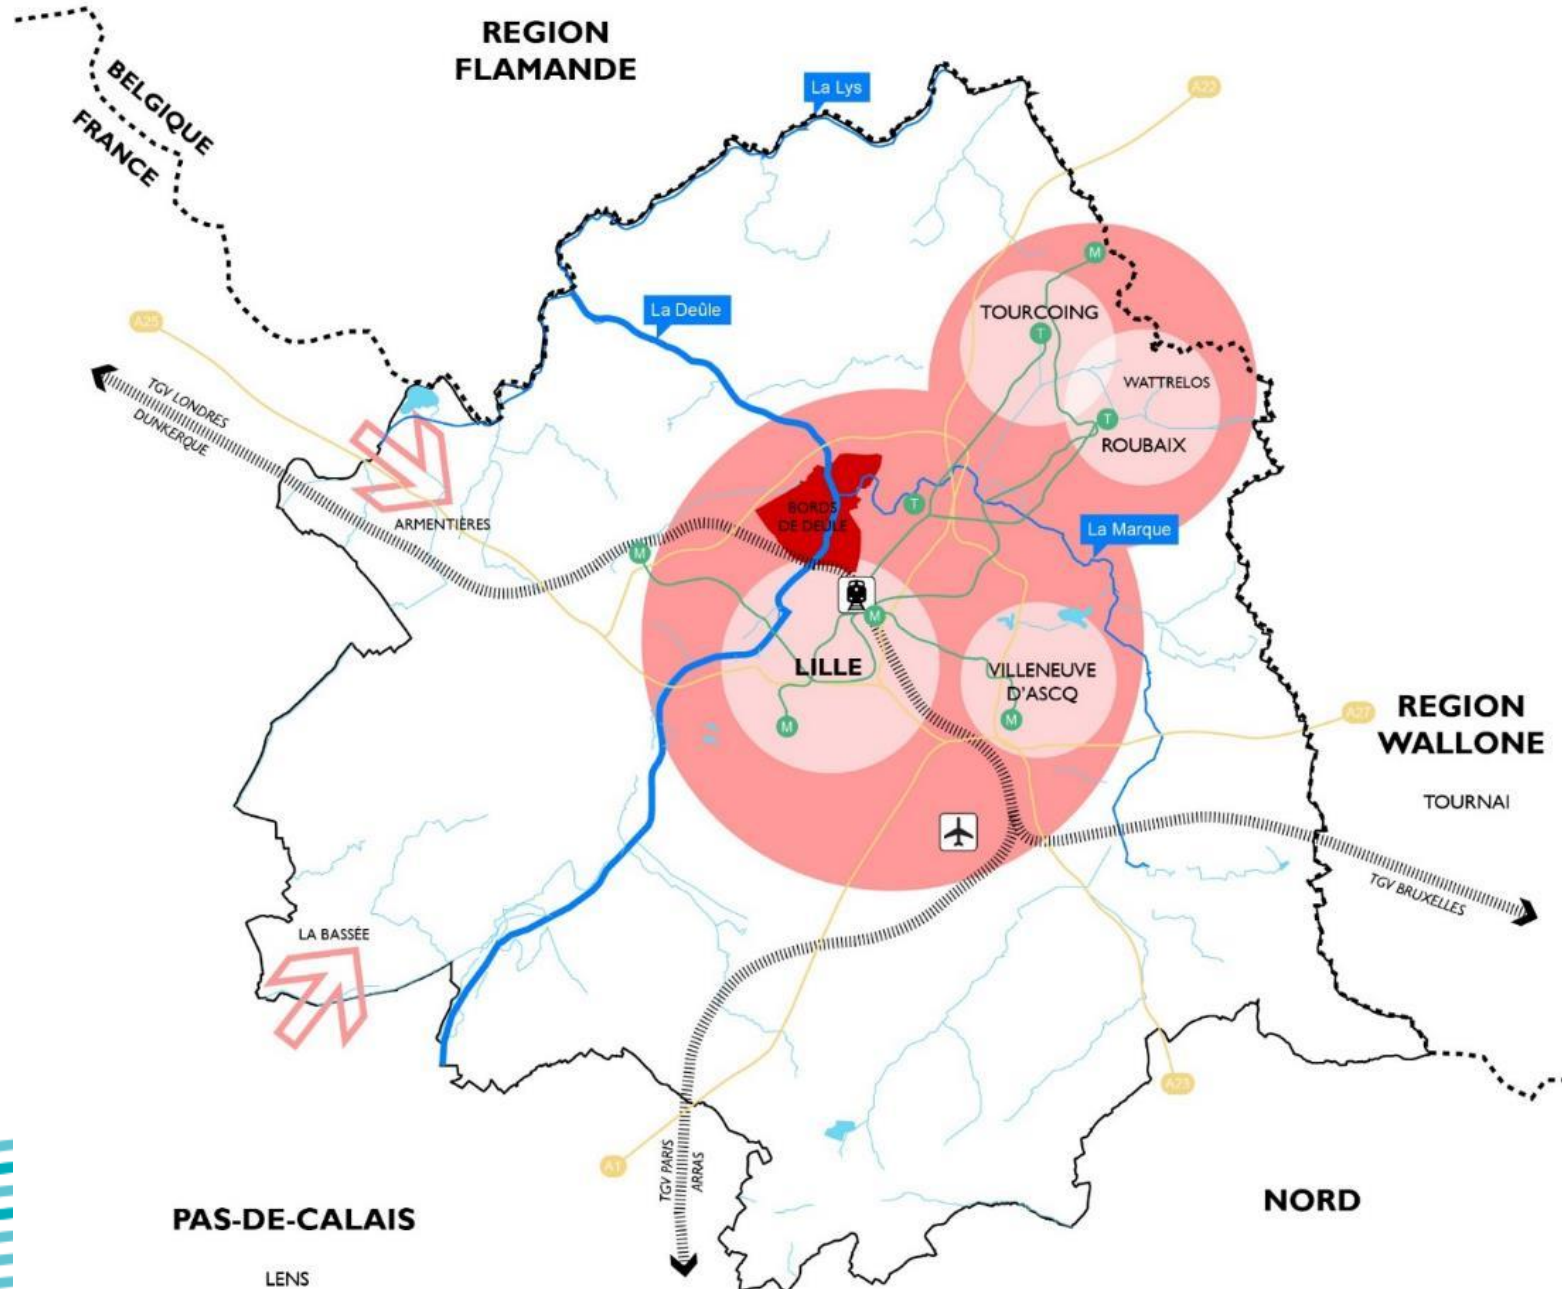 REGION
FLAMANDE
BELGIQUE
FRANCE
La Lys
A22
M
La Deûle
TOURCOING
A25
T
TGV LONDRES
DUNKERQUE
WATTRELOS
T
ROUBAIX
ARMENTIÈRES
BORDS
DE DEÛLE
T
La Marque
M
M
LILLE
VILLENEUVE
D'ASCQ
M
M
A27
REGION
WALLONE
TOURNAI
TGV BRUXELLES
LA BASSÉE
A23
A1
TGV PARIS
ARRAS
PAS-DE-CALAIS
NORD
LENS